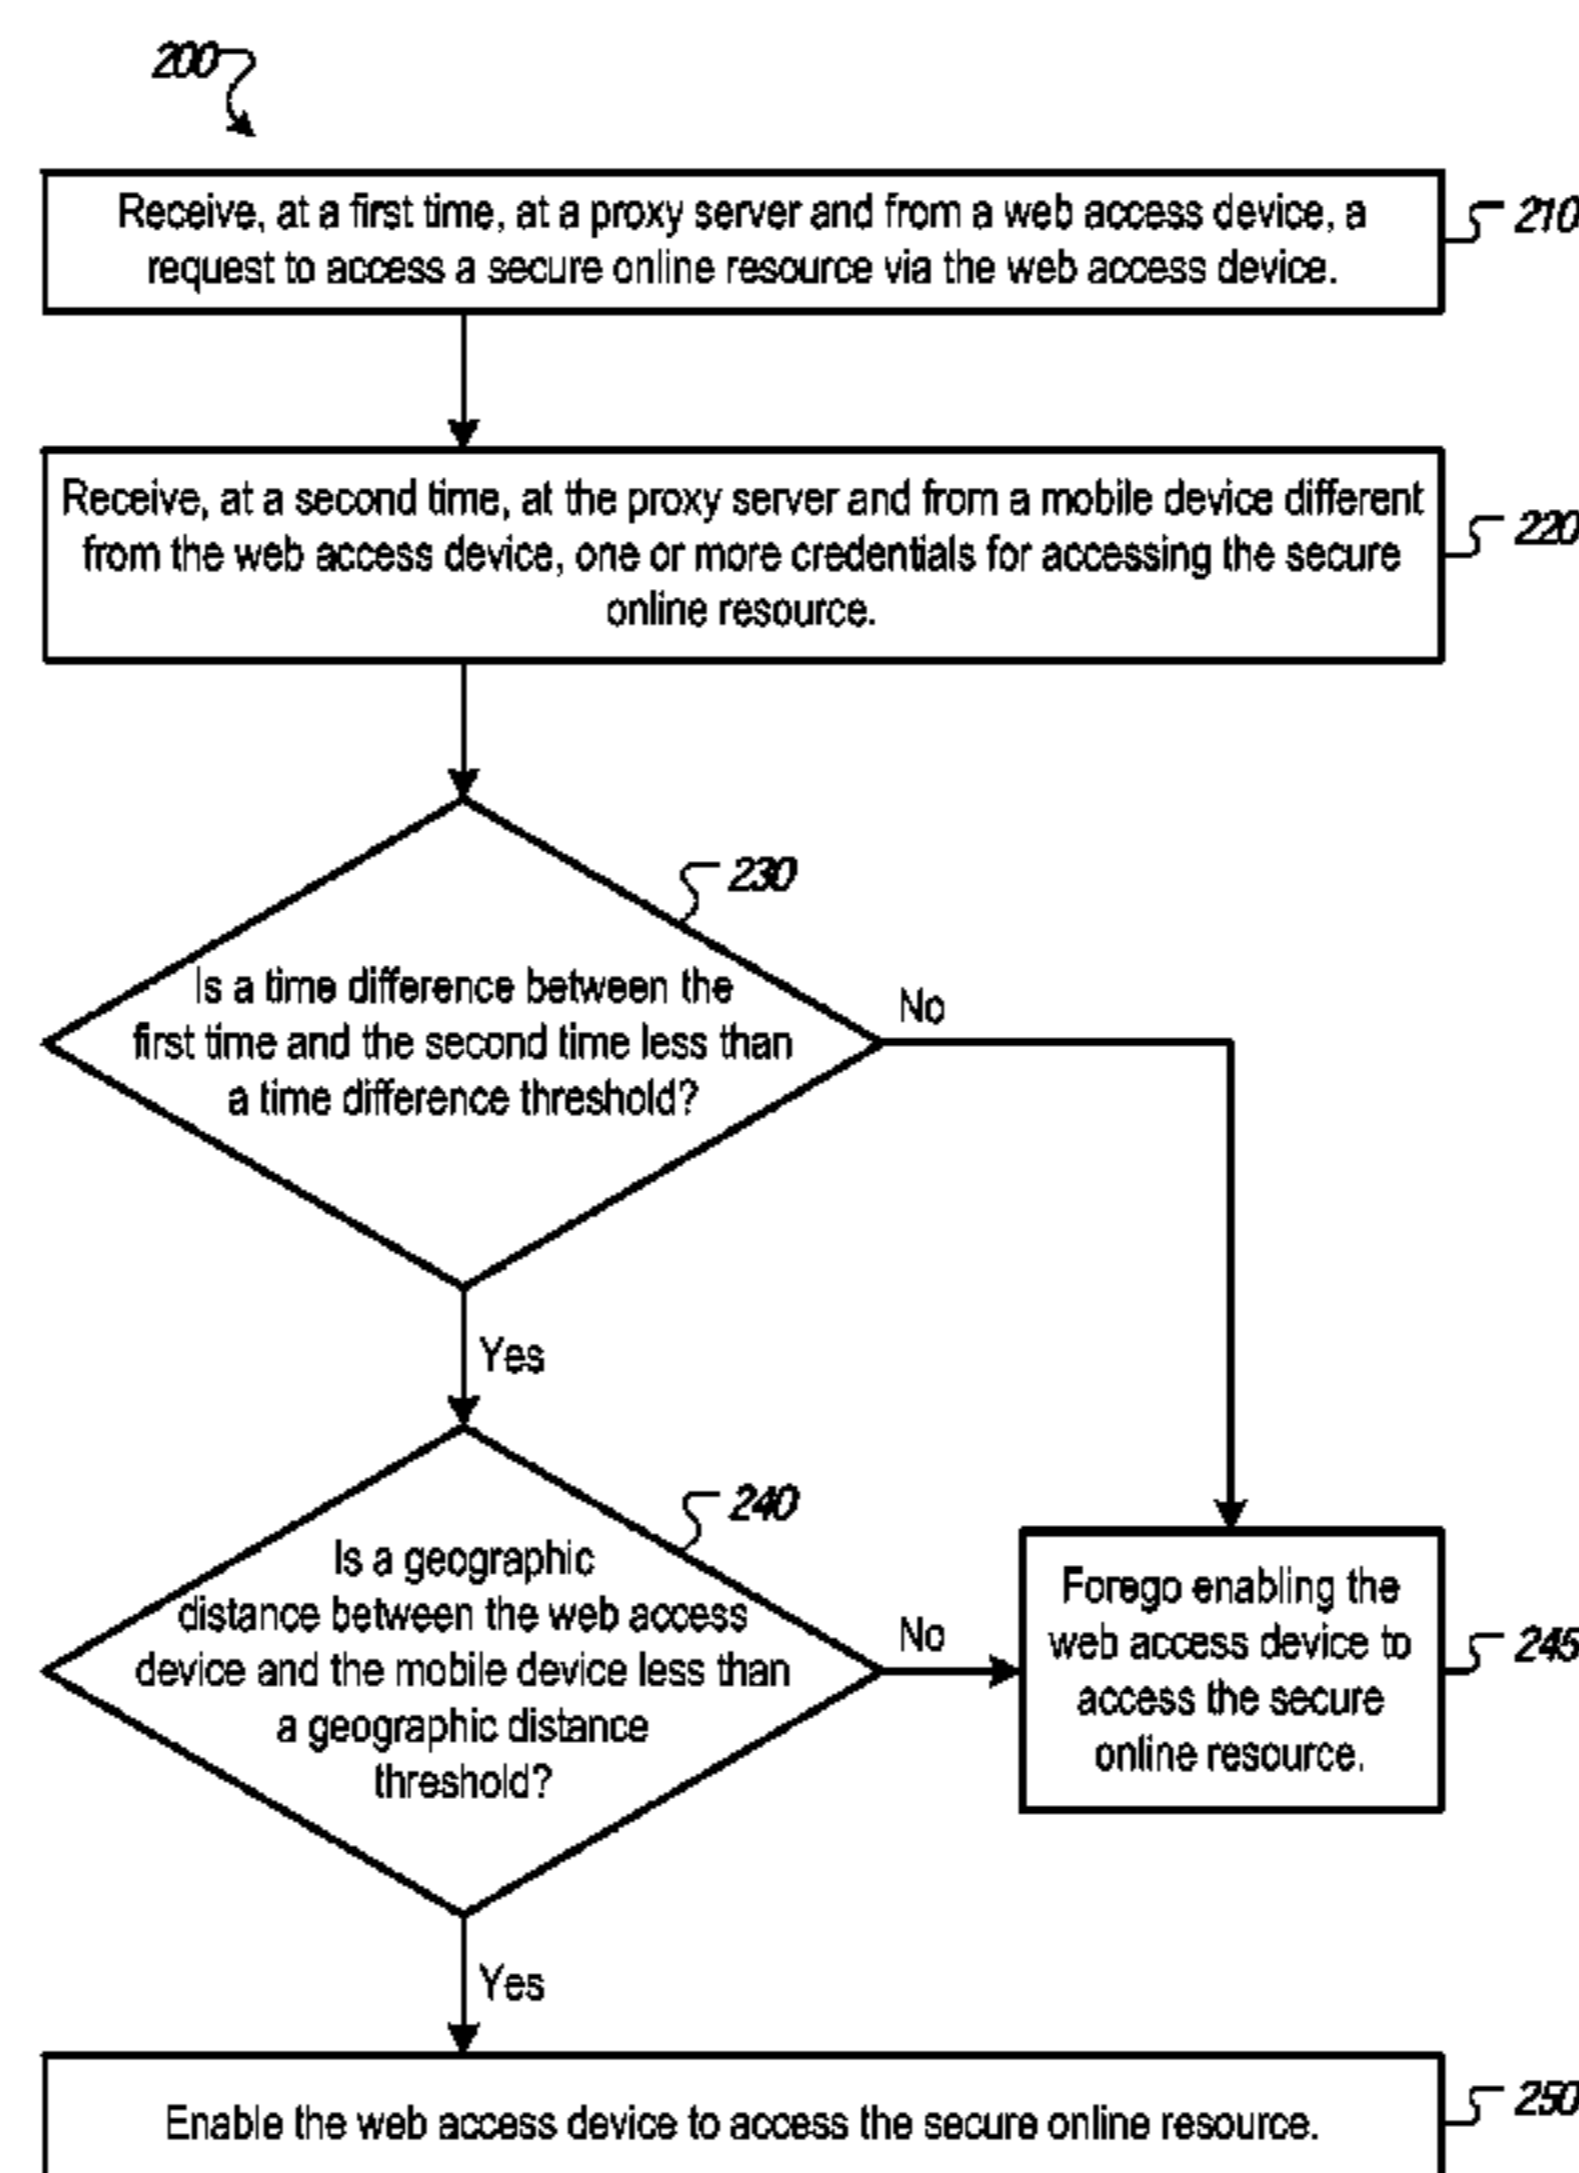 200
Receive, at a first time, at a proxy server and from a web access device, a
request to access a secure online resource via the web access device.
210
Receive, at a second time, at the proxy server and from a mobile device different
from the web access device, one or more credentials for accessing the secure
online resource.
220
230
Is a time difference between the
first time and the second time less than
a time difference threshold?
No
Yes
240
Is a geographic
distance between the web access
device and the mobile device less than
a geographic distance
threshold?
No
Forego enabling the
web access device to
access the secure
online resource.
245
Yes
Enable the web access device to access the secure online resource.
250